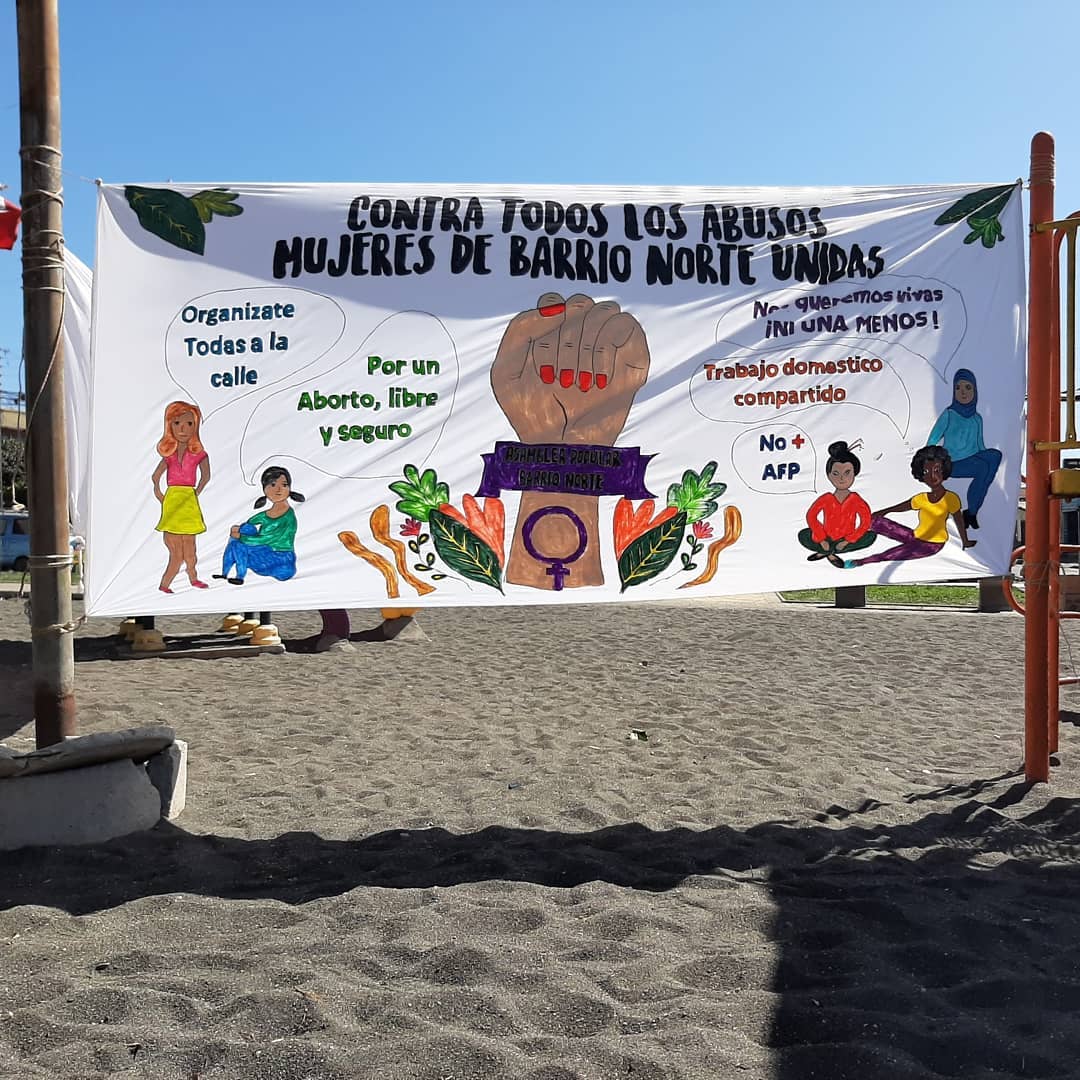 CONTRA TODOS LOS ABUSOS
MUJERES DE BARRIO NORTE UNIDAS
Organizate
Todas a la
calle
Por un
Aborto, libre
y seguro
queremos vivas
¡NI UNA MENOS!
Trabajo domestico
compartido
No +
AFP
ASAMBLEA POPULAR
BARRIO NORTE